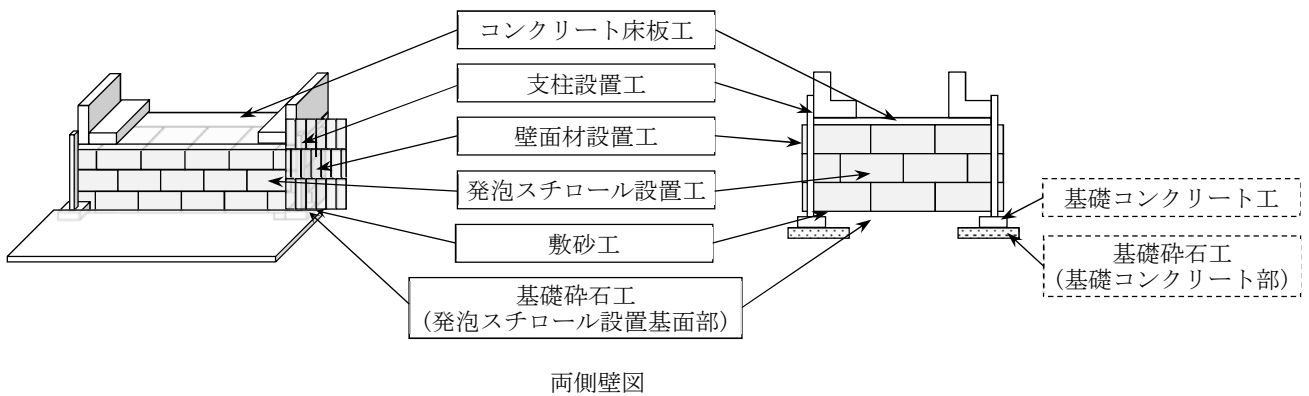 コンクリート床板工
支柱設置工
壁面材設置工
発泡スチロール設置工
敷砂工
基礎砕石工
(発泡スチロール設置基面部)
基礎コンクリート工
基礎砕石工
(基礎コンクリート部)
両側壁図